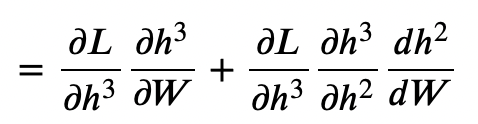 = ∂L/∂h³ ∂h³/∂W + ∂L/∂h³ ∂h³/∂h² dh²/dW